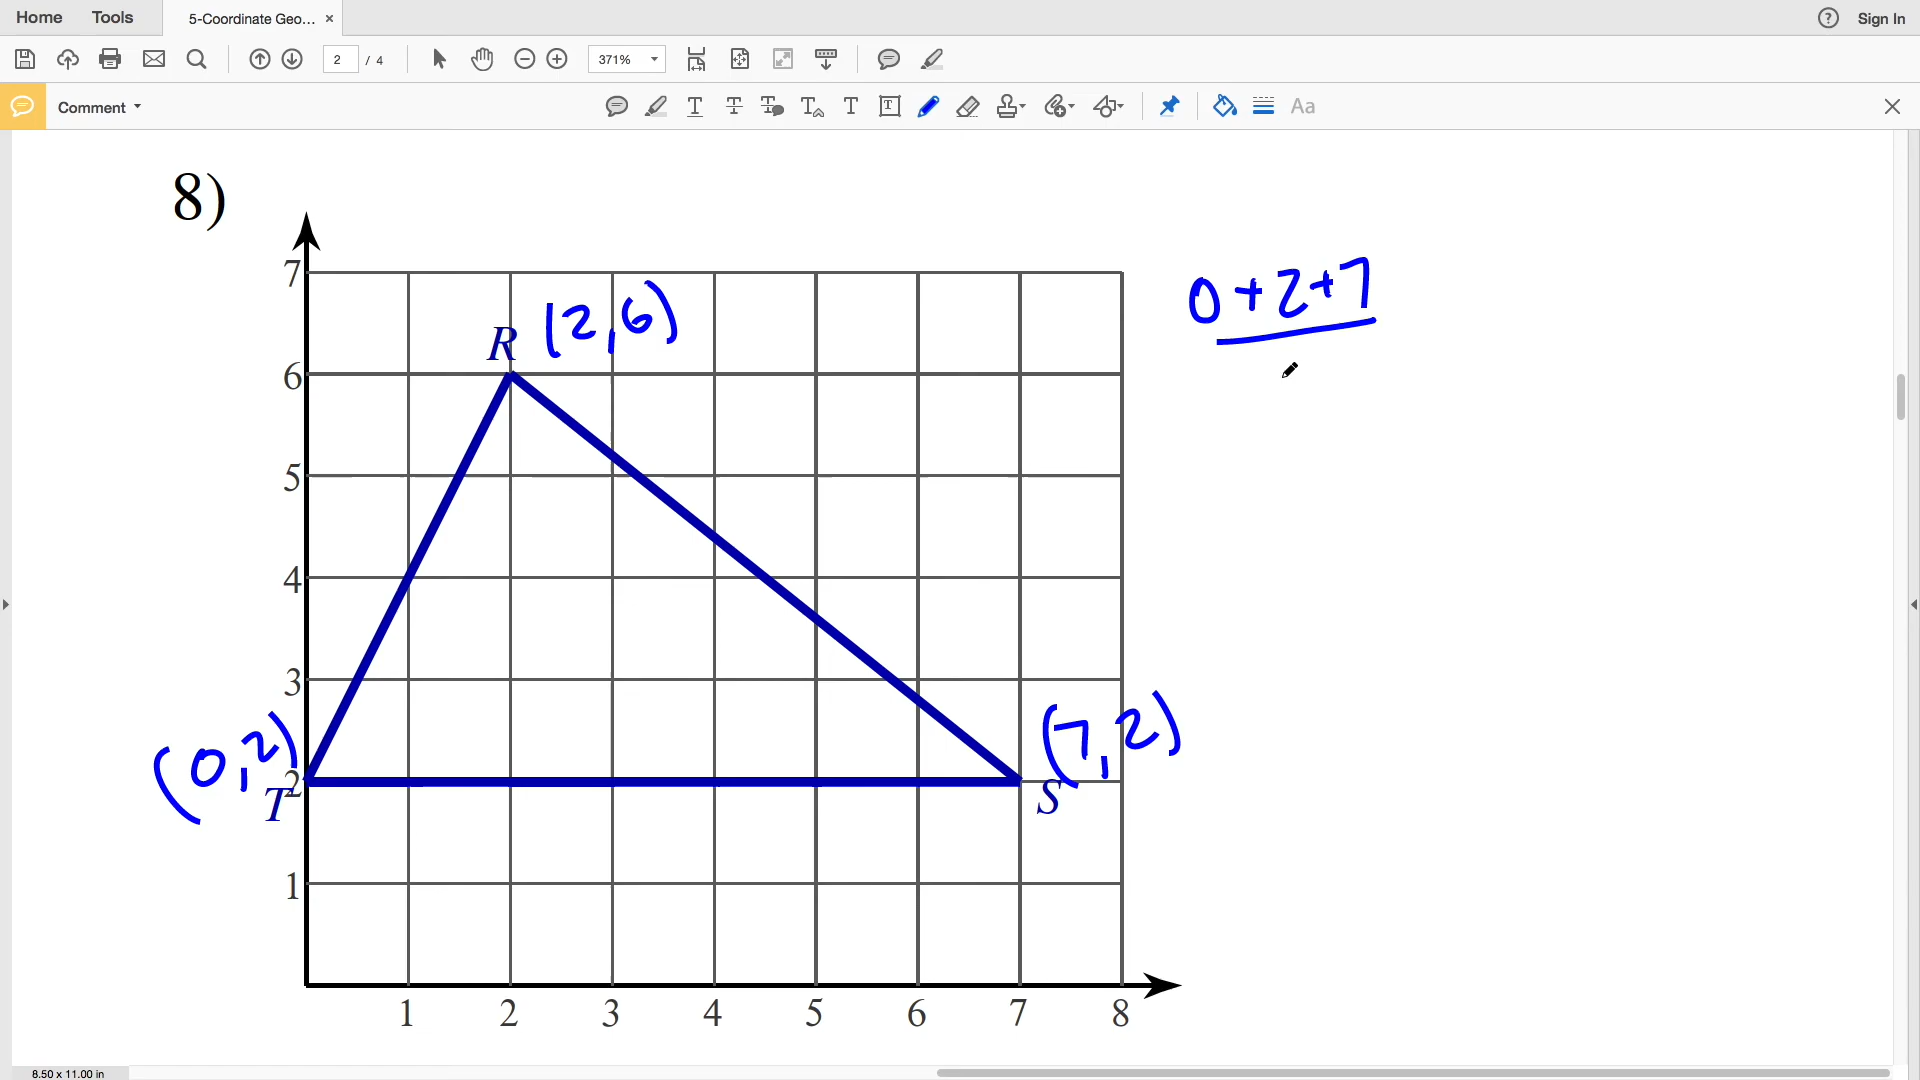 Home Tools 5-Coordinate Geo... × ? Sign In
2 / 4 371%
Comment Aa
8)
7
0+2+7
R (2,6)
6
5
4
3
(0,2) (7,2)
2
T S
1
1 2 3 4 5 6 7 8
8.50 x 11.00 in